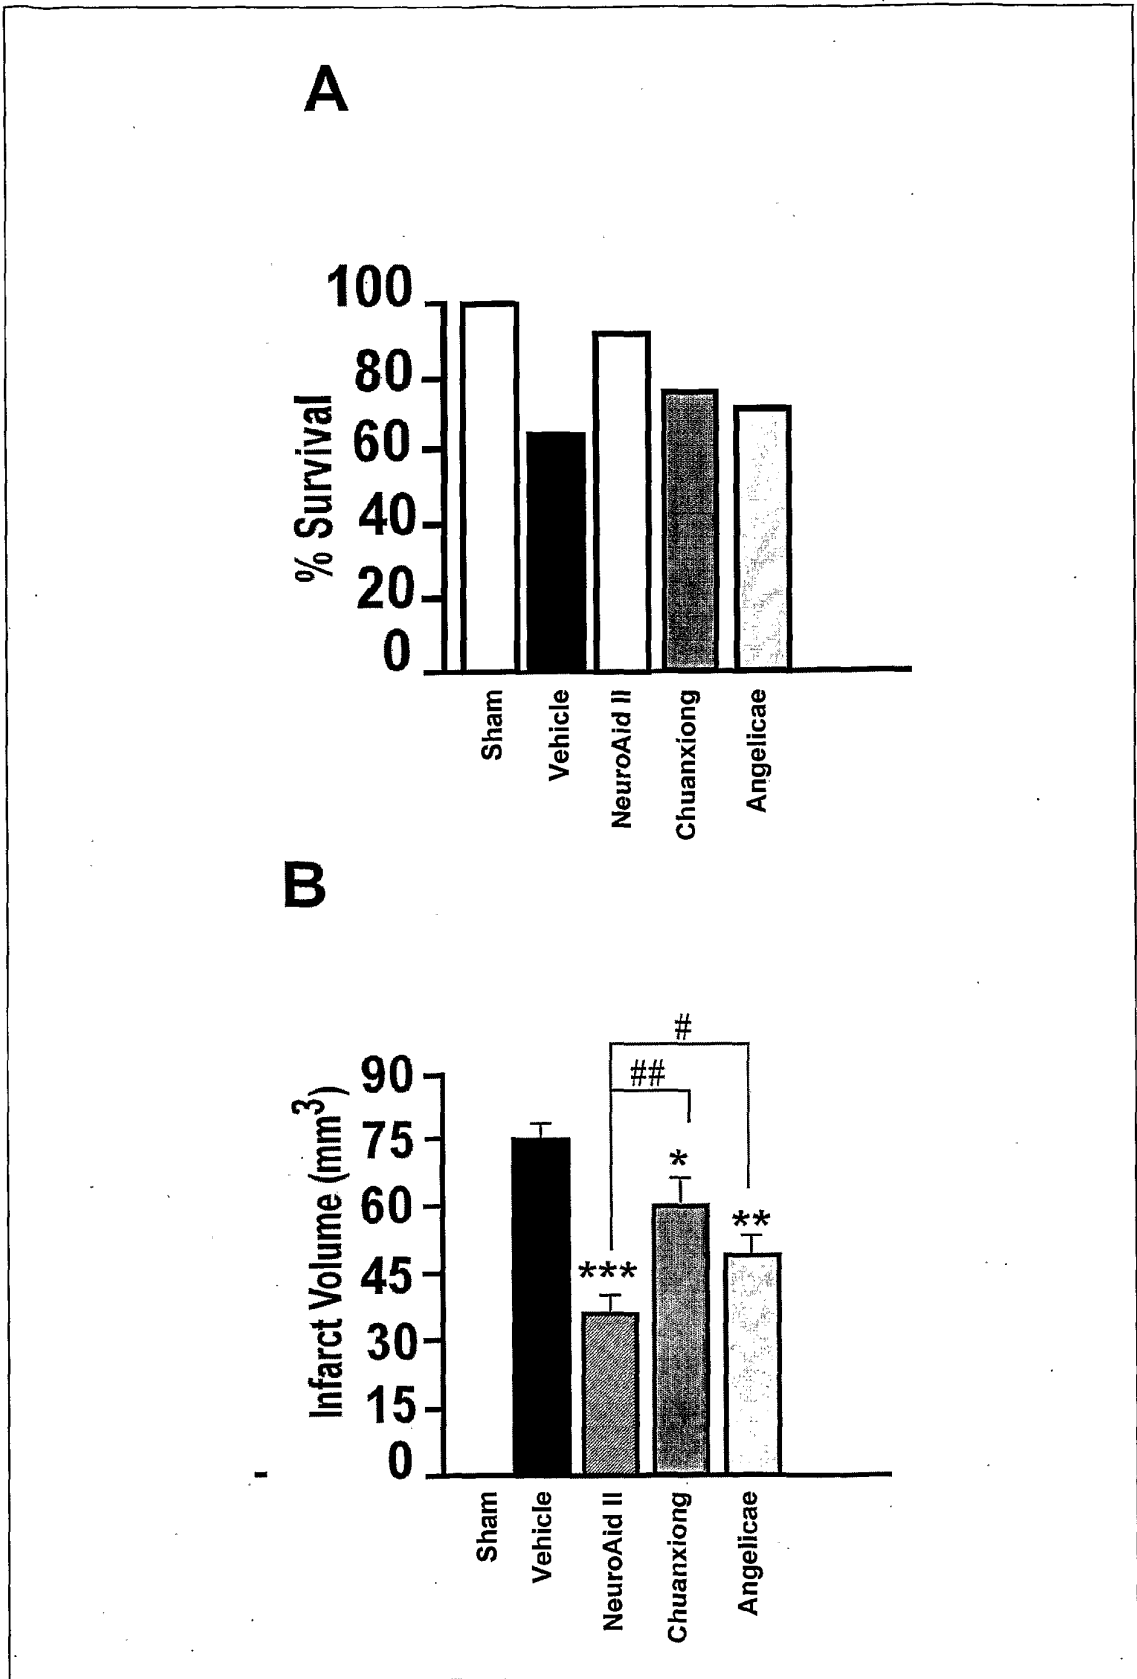 A
100
80
60
40
20
0
% Survival
Sham
Vehicle
NeuroAid II
Chuanxiong
Angelicae
B
#
##
90
75
60
45
30
15
0
Infarct Volume (mm³)
***
*
**
Sham
Vehicle
NeuroAid II
Chuanxiong
Angelicae